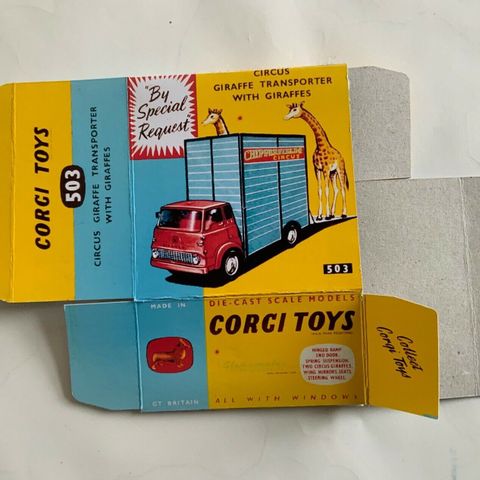 CORGI TOYS
503
CIRCUS GIRAFFE TRANSPORTER
WITH GIRAFFES
"By
Special
Request"
CIRCUS
GIRAFFE TRANSPORTER
WITH GIRAFFES
CHIPPERFIELDS
CIRCUS
503
MADE IN
GT. BRITAIN
DIE-CAST SCALE MODELS
CORGI TOYS
HINGED RAMP
END DOOR.
SPRING SUSPENSION.
TWO CIRCUS GIRAFFES.
WING MIRRORS. SEATS.
STEERING WHEEL.
ALL WITH WINDOWS
Collect
Corgi Toys